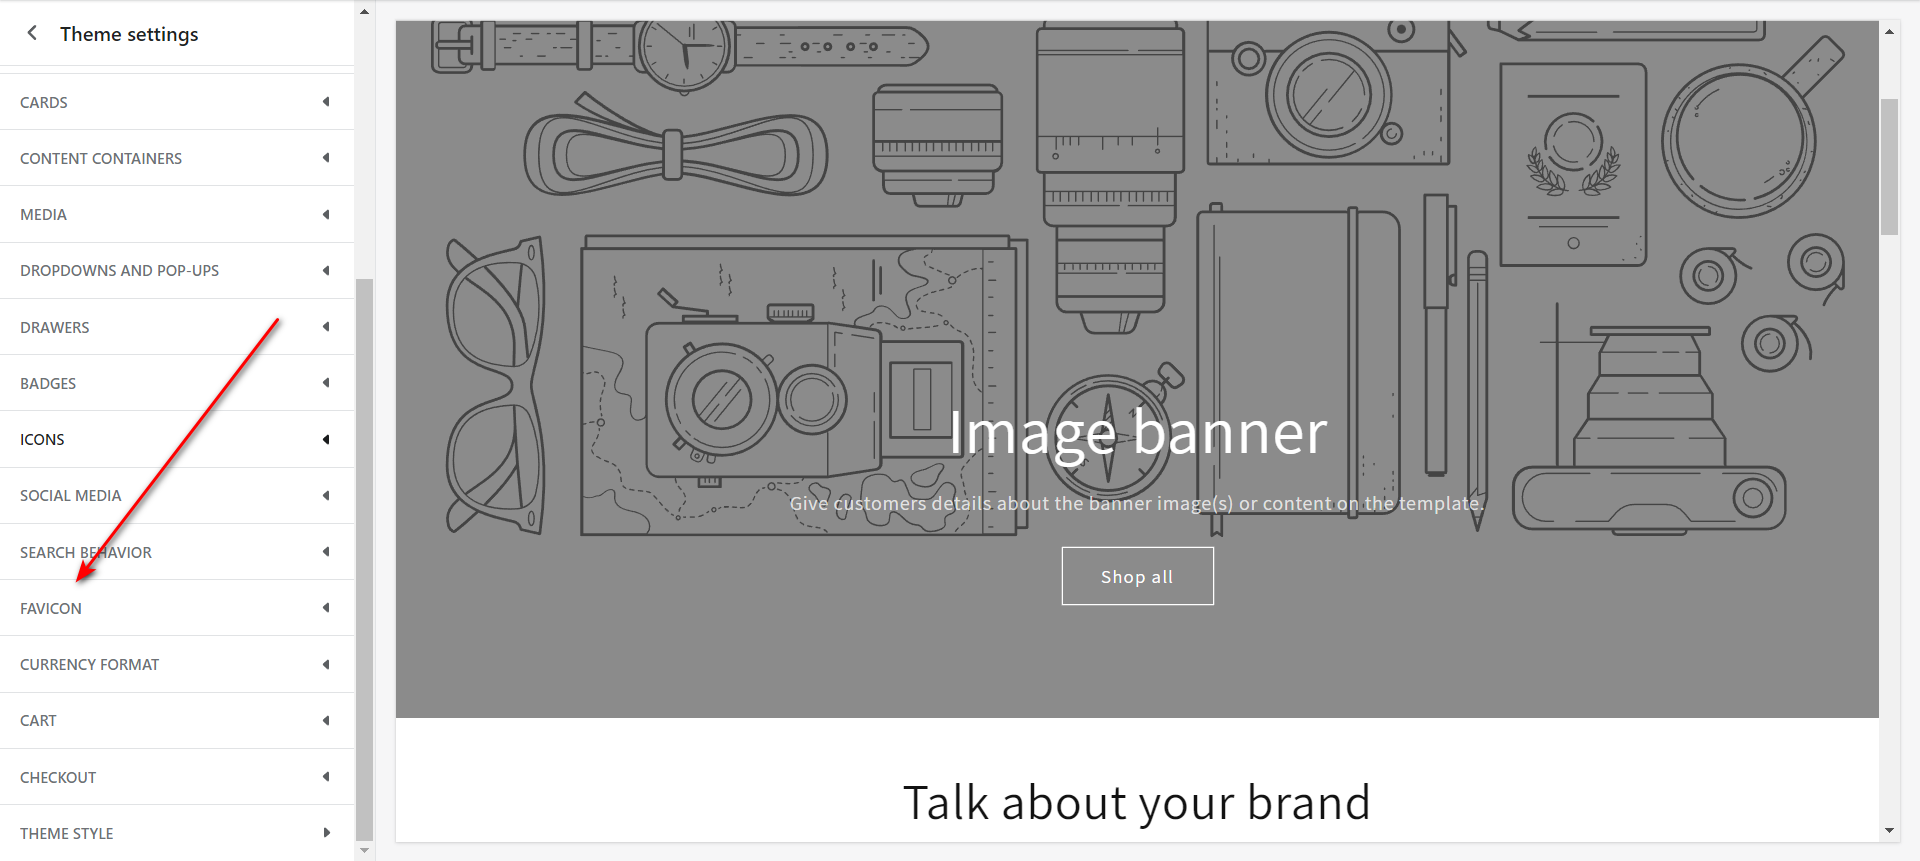 Theme settings
CARDS
CONTENT CONTAINERS
MEDIA
DROPDOWNS AND POP-UPS
DRAWERS
BADGES
ICONS
SOCIAL MEDIA
SEARCH BEHAVIOR
FAVICON
CURRENCY FORMAT
CART
CHECKOUT
THEME STYLE
Image banner
Give customers details about the banner image(s) or content on the template.
Shop all
Talk about your brand